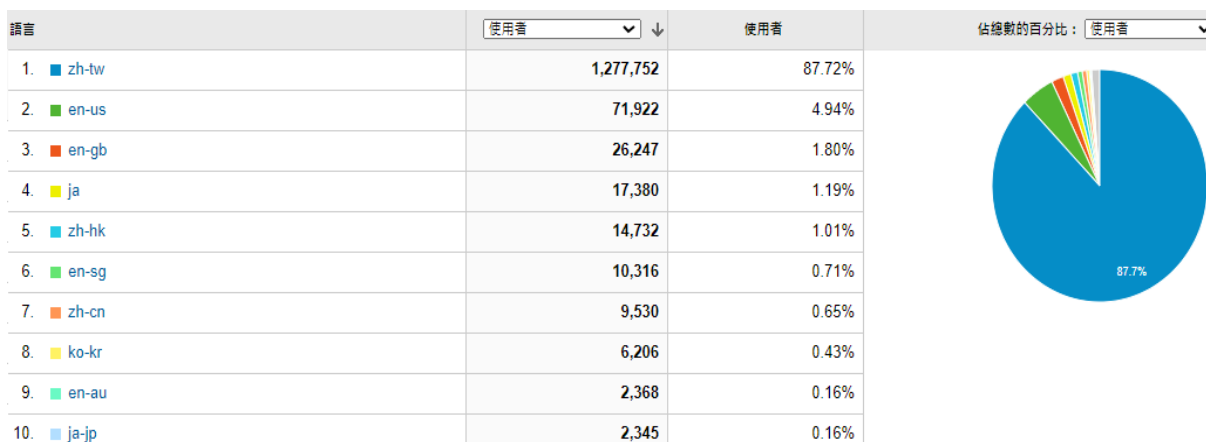 語言 使用者 使用者 佔總數的百分比： 使用者
1. zh-tw 1,277,752 87.72%
2. en-us 71,922 4.94%
3. en-gb 26,247 1.80%
4. ja 17,380 1.19%
5. zh-hk 14,732 1.01%
6. en-sg 10,316 0.71%
87.7%
7. zh-cn 9,530 0.65%
8. ko-kr 6,206 0.43%
9. en-au 2,368 0.16%
10. ja-jp 2,345 0.16%